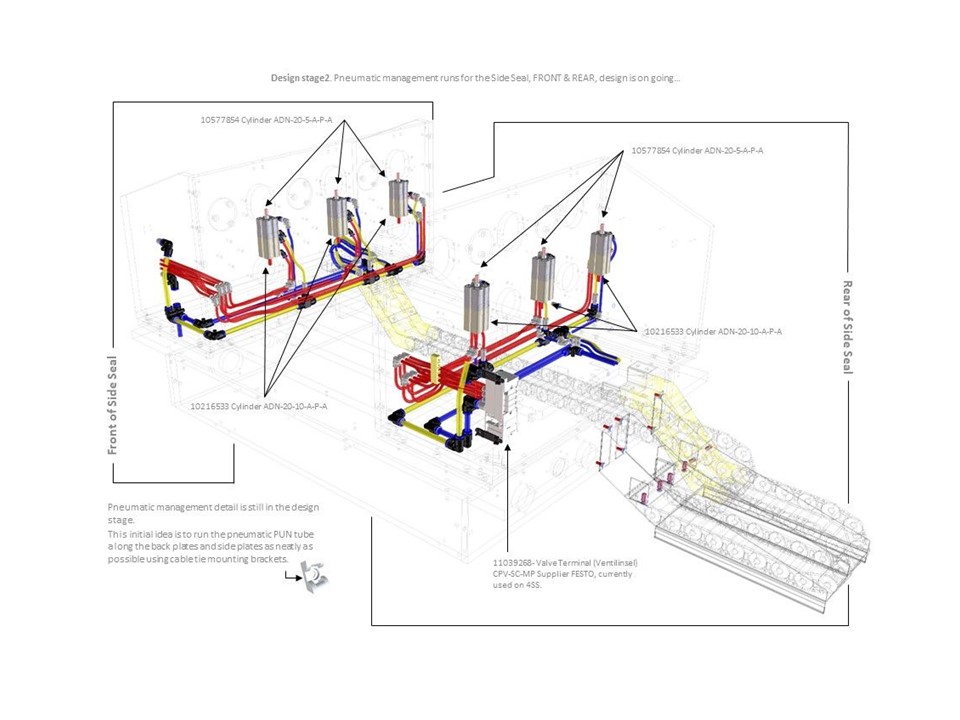 Design stage2. Pneumatic management runs for the Side Seal, FRONT & REAR, design is on going...
10577854 Cylinder ADN-20-5-A-P-A
10577854 Cylinder ADN-20-5-A-P-A
Rear of Side Seal
10216533 Cylinder ADN-20-10-A-P-A
Front of Side Seal
10216533 Cylinder ADN-20-10-A-P-A
Pneumatic management detail is still in the design
stage.
This initial idea is to run the pneumatic PUN tube
along the back plates and side plates as neatly as
possible using cable tie mounting brackets.
11039268- Valve Terminal (Ventilinsel)
CPV-SC-MP Supplier FESTO, currently
used on 4SS.